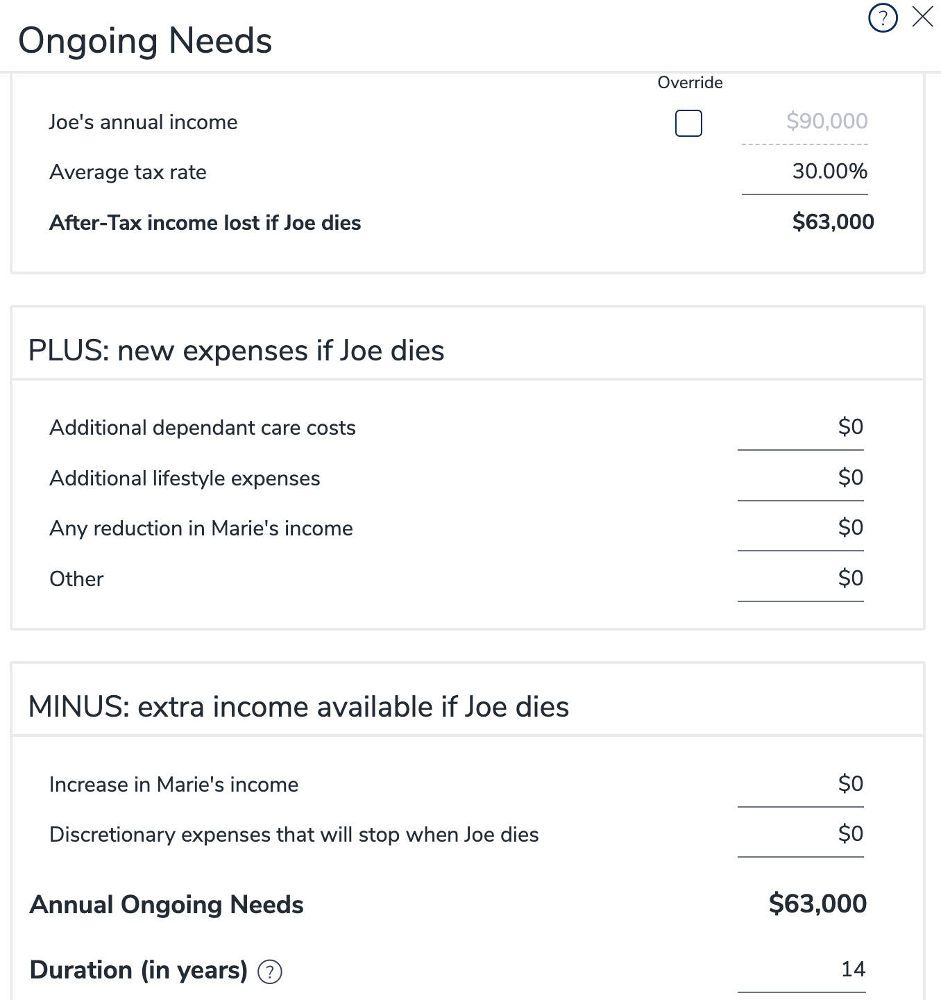 Ongoing Needs
?
Override
Joe's annual income $90,000
Average tax rate 30.00%
After-Tax income lost if Joe dies $63,000
PLUS: new expenses if Joe dies
Additional dependant care costs $0
Additional lifestyle expenses $0
Any reduction in Marie's income $0
Other $0
MINUS: extra income available if Joe dies
Increase in Marie's income $0
Discretionary expenses that will stop when Joe dies $0
Annual Ongoing Needs $63,000
Duration (in years) ? 14